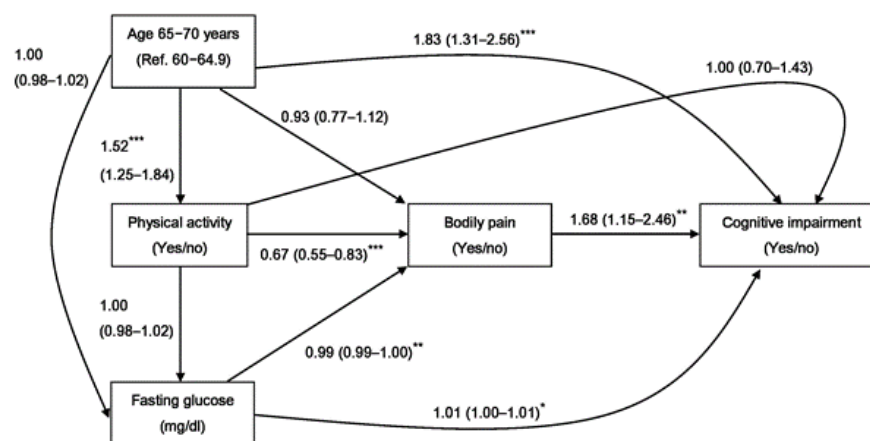 Age 65−70 years
(Ref. 60−64.9)
1.00
(0.98–1.02)
1.83 (1.31–2.56)***
1.00 (0.70–1.43)
0.93 (0.77–1.12)
1.52***
(1.25–1.84)
Physical activity
(Yes/no)
Bodily pain
(Yes/no)
Cognitive impairment
(Yes/no)
0.67 (0.55–0.83)***
1.68 (1.15–2.46)**
1.00
(0.98–1.02)
0.99 (0.99–1.00)**
Fasting glucose
(mg/dl)
1.01 (1.00–1.01)*